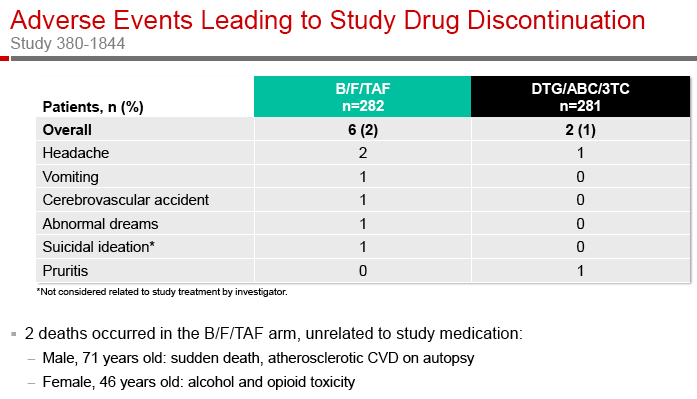 Adverse Events Leading to Study Drug Discontinuation
Study 380-1844
Patients, n (%) B/F/TAF n=282 DTG/ABC/3TC n=281
Overall 6 (2) 2 (1)
Headache 2 1
Vomiting 1 0
Cerebrovascular accident 1 0
Abnormal dreams 1 0
Suicidal ideation* 1 0
Pruritis 0 1
*Not considered related to study treatment by investigator.
▪ 2 deaths occurred in the B/F/TAF arm, unrelated to study medication:
– Male, 71 years old: sudden death, atherosclerotic CVD on autopsy
– Female, 46 years old: alcohol and opioid toxicity